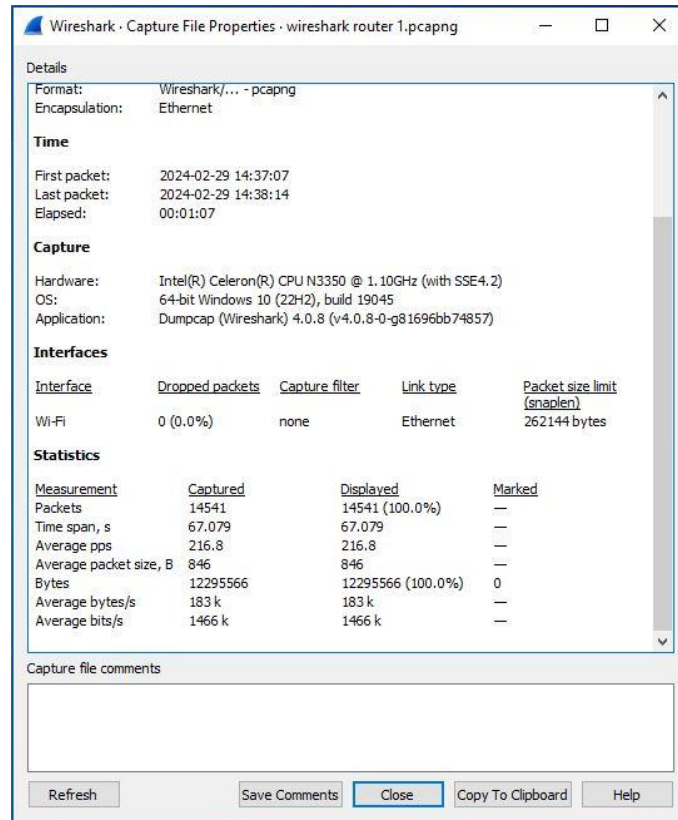 Wireshark · Capture File Properties · wireshark router 1.pcapng
Details
Format: Wireshark/... - pcapng
Encapsulation: Ethernet
Time
First packet: 2024-02-29 14:37:07
Last packet: 2024-02-29 14:38:14
Elapsed: 00:01:07
Capture
Hardware: Intel(R) Celeron(R) CPU N3350 @ 1.10GHz (with SSE4.2)
OS: 64-bit Windows 10 (22H2), build 19045
Application: Dumpcap (Wireshark) 4.0.8 (v4.0.8-0-g81696bb74857)
Interfaces
Interface Dropped packets Capture filter Link type Packet size limit
(snaplen)
Wi-Fi 0 (0.0%) none Ethernet 262144 bytes
Statistics
Measurement Captured Displayed Marked
Packets 14541 14541 (100.0%) —
Time span, s 67.079 67.079 —
Average pps 216.8 216.8 —
Average packet size, B 846 846 —
Bytes 12295566 12295566 (100.0%) 0
Average bytes/s 183 k 183 k —
Average bits/s 1466 k 1466 k —
Capture file comments
Refresh Save Comments Close Copy To Clipboard Help